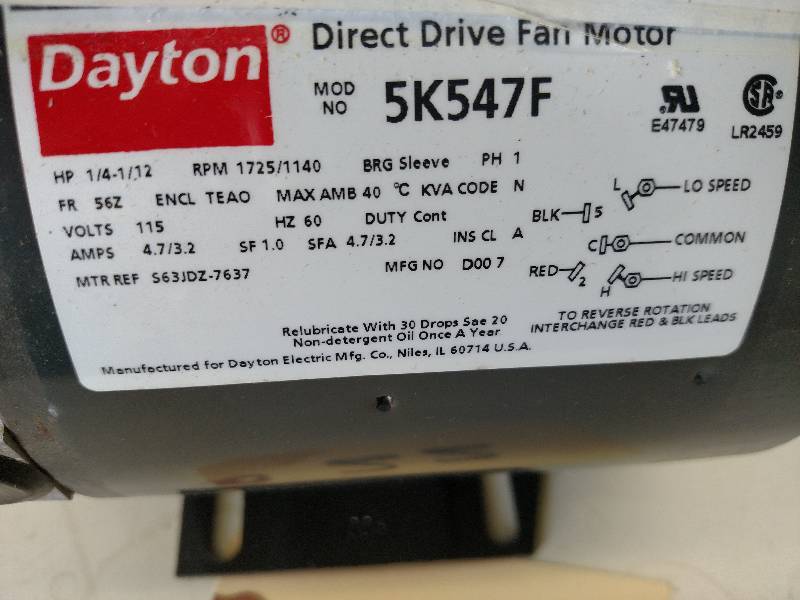 Dayton® Direct Drive Fan Motor
MOD NO 5K547F
E47479
LR2459
HP 1/4-1/12 RPM 1725/1140 BRG Sleeve PH 1
FR 56Z ENCL TEAO MAX AMB 40 °C KVA CODE N
VOLTS 115 HZ 60 DUTY Cont
AMPS 4.7/3.2 SF 1.0 SFA 4.7/3.2 INS CL A
MTR REF S63JDZ-7637 MFG NO D00 7
L LO SPEED
BLK 5
C COMMON
RED 2 H HI SPEED
TO REVERSE ROTATION
INTERCHANGE RED & BLK LEADS
Relubricate With 30 Drops Sae 20
Non-detergent Oil Once A Year
Manufactured for Dayton Electric Mfg. Co., Niles, IL 60714 U.S.A.